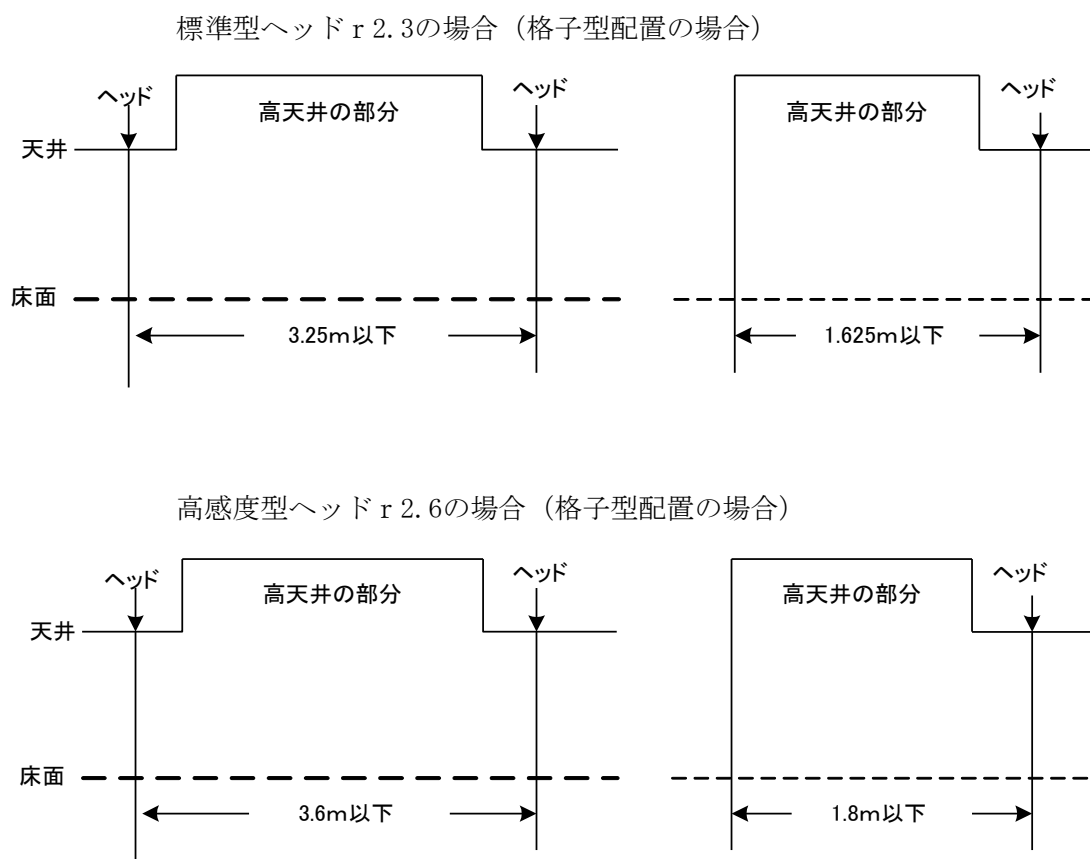 標準型ヘッドｒ2.3の場合（格子型配置の場合）
ヘッド
高天井の部分
ヘッド
高天井の部分
ヘッド
天井
床面
3.25ｍ以下
1.625ｍ以下
高感度型ヘッドｒ2.6の場合（格子型配置の場合）
ヘッド
高天井の部分
ヘッド
高天井の部分
ヘッド
天井
床面
3.6ｍ以下
1.8ｍ以下